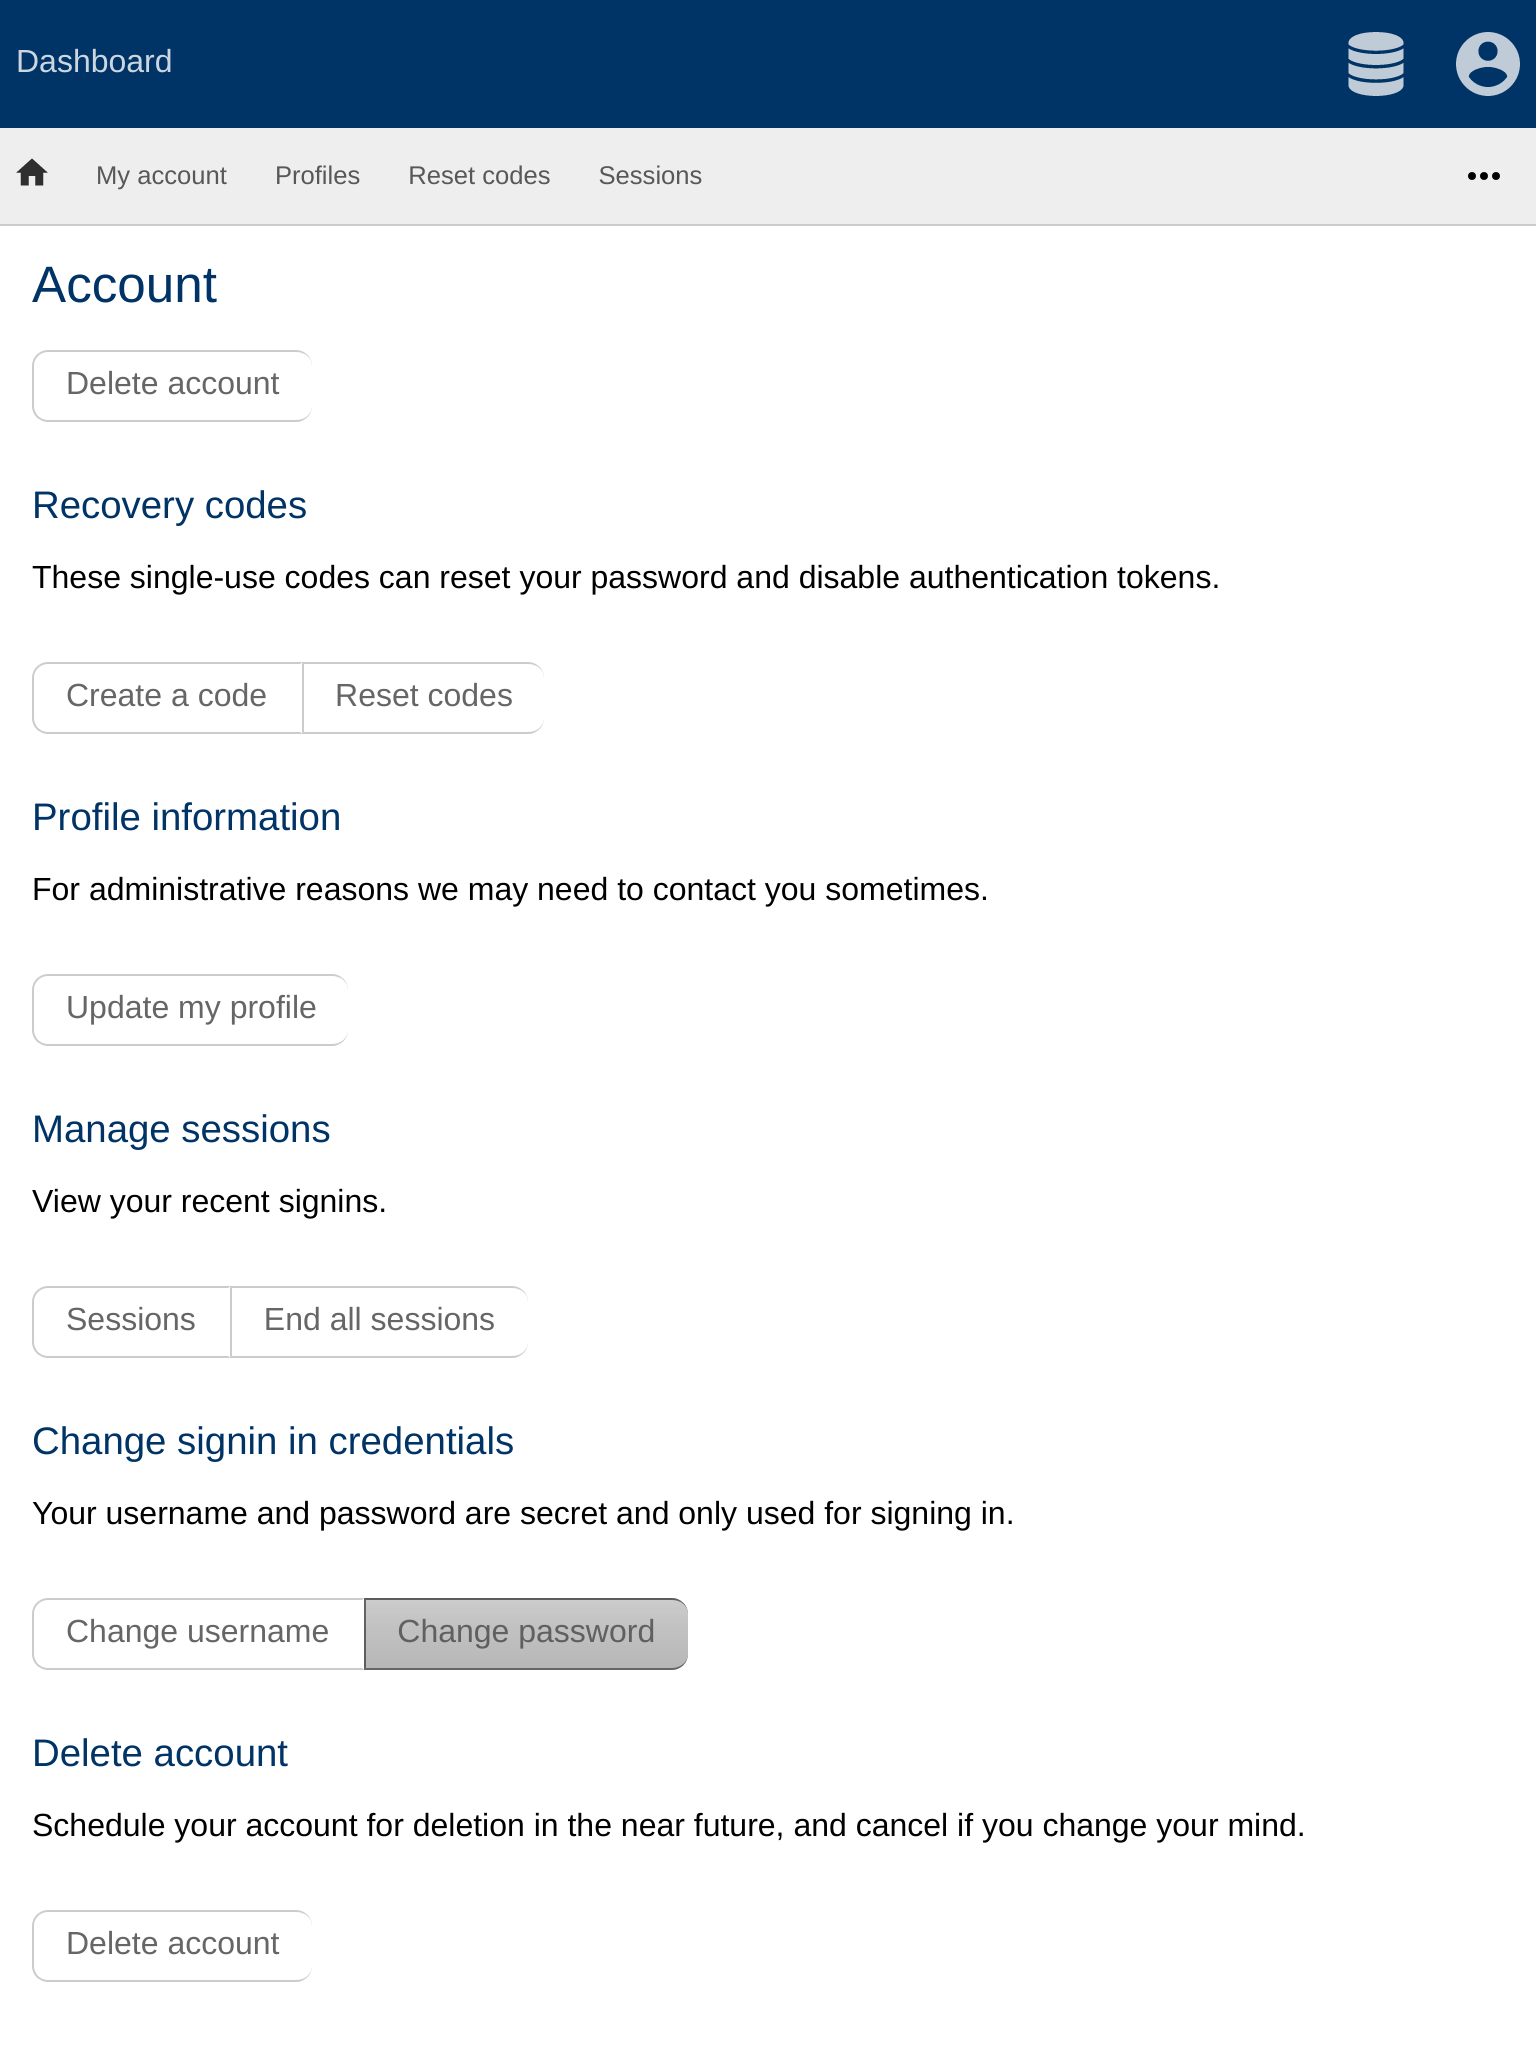 Dashboard
My account Profiles Reset codes Sessions
Account
Delete account
Recovery codes
These single-use codes can reset your password and disable authentication tokens.
Create a code Reset codes
Profile information
For administrative reasons we may need to contact you sometimes.
Update my profile
Manage sessions
View your recent signins.
Sessions End all sessions
Change signin in credentials
Your username and password are secret and only used for signing in.
Change username Change password
Delete account
Schedule your account for deletion in the near future, and cancel if you change your mind.
Delete account